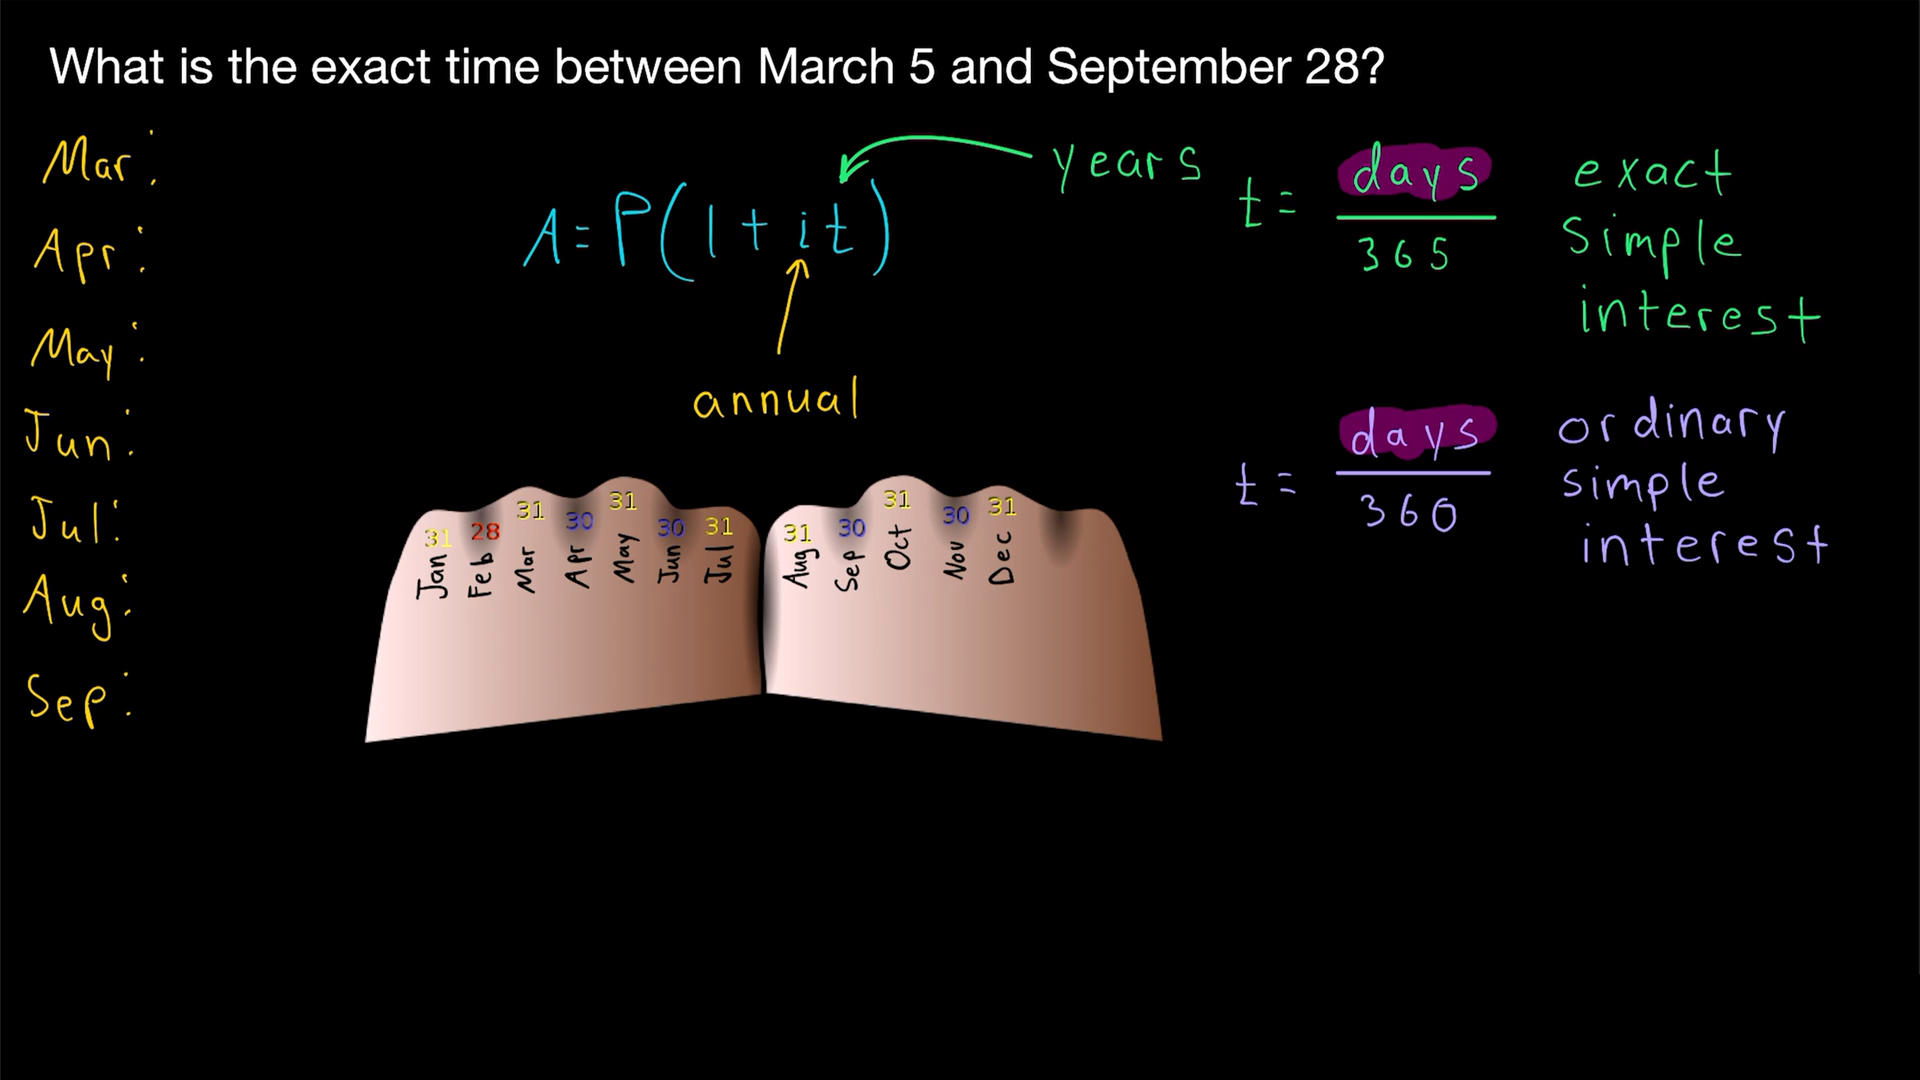 What is the exact time between March 5 and September 28?
Mar:
Apr:
May:
Jun:
Jul:
Aug:
Sep:
A=P(1+it)
years
annual
t= days
365
exact
simple
interest
t= days
360
ordinary
simple
interest
31 28 31 30 31 30 31 31 30 31 30 31
Jan Feb Mar Apr May Jun Jul Aug Sep Oct Nov Dec